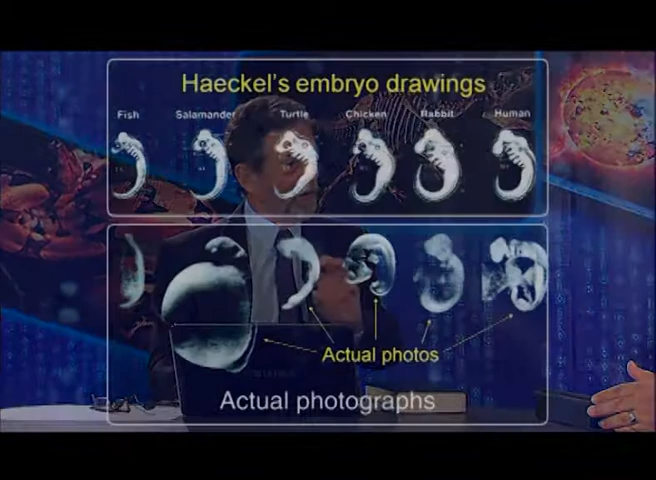 Haeckel's embryo drawings
Fish Salamander Turtle Chicken Rabbit Human
Actual photos
Actual photographs